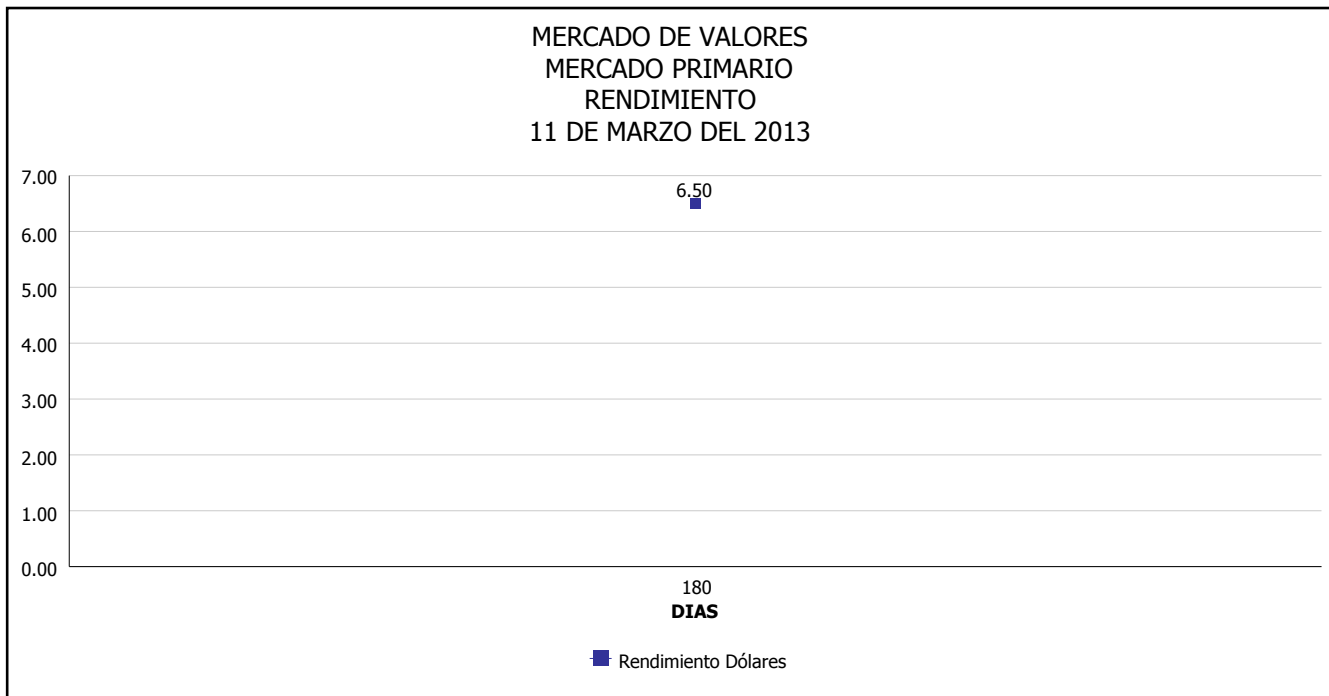 MERCADO DE VALORES
MERCADO PRIMARIO
RENDIMIENTO
11 DE MARZO DEL 2013
7.00
6.50
6.00
5.00
4.00
3.00
2.00
1.00
0.00
180
DIAS
Rendimiento Dólares